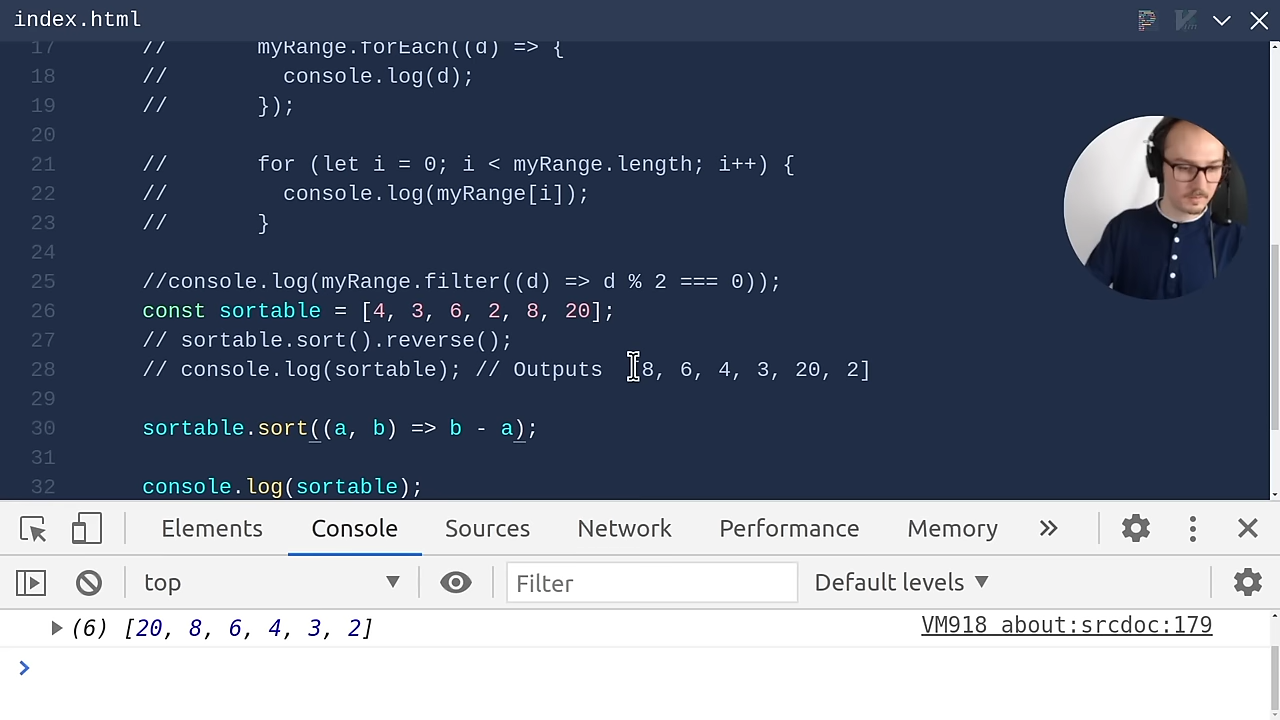 index.html
17 // myRange.forEach((d) => {
18 // console.log(d);
19 // });
20
21 // for (let i = 0; i < myRange.length; i++) {
22 // console.log(myRange[i]);
23 // }
24
25 //console.log(myRange.filter((d) => d % 2 === 0));
26 const sortable = [4, 3, 6, 2, 8, 20];
27 // sortable.sort().reverse();
28 // console.log(sortable); // Outputs [8, 6, 4, 3, 20, 2]
29
30 sortable.sort((a, b) => b - a);
31
32 console.log(sortable);
Elements Console Sources Network Performance Memory »
top Filter Default levels
(6) [20, 8, 6, 4, 3, 2] VM918 about:srcdoc:179
>